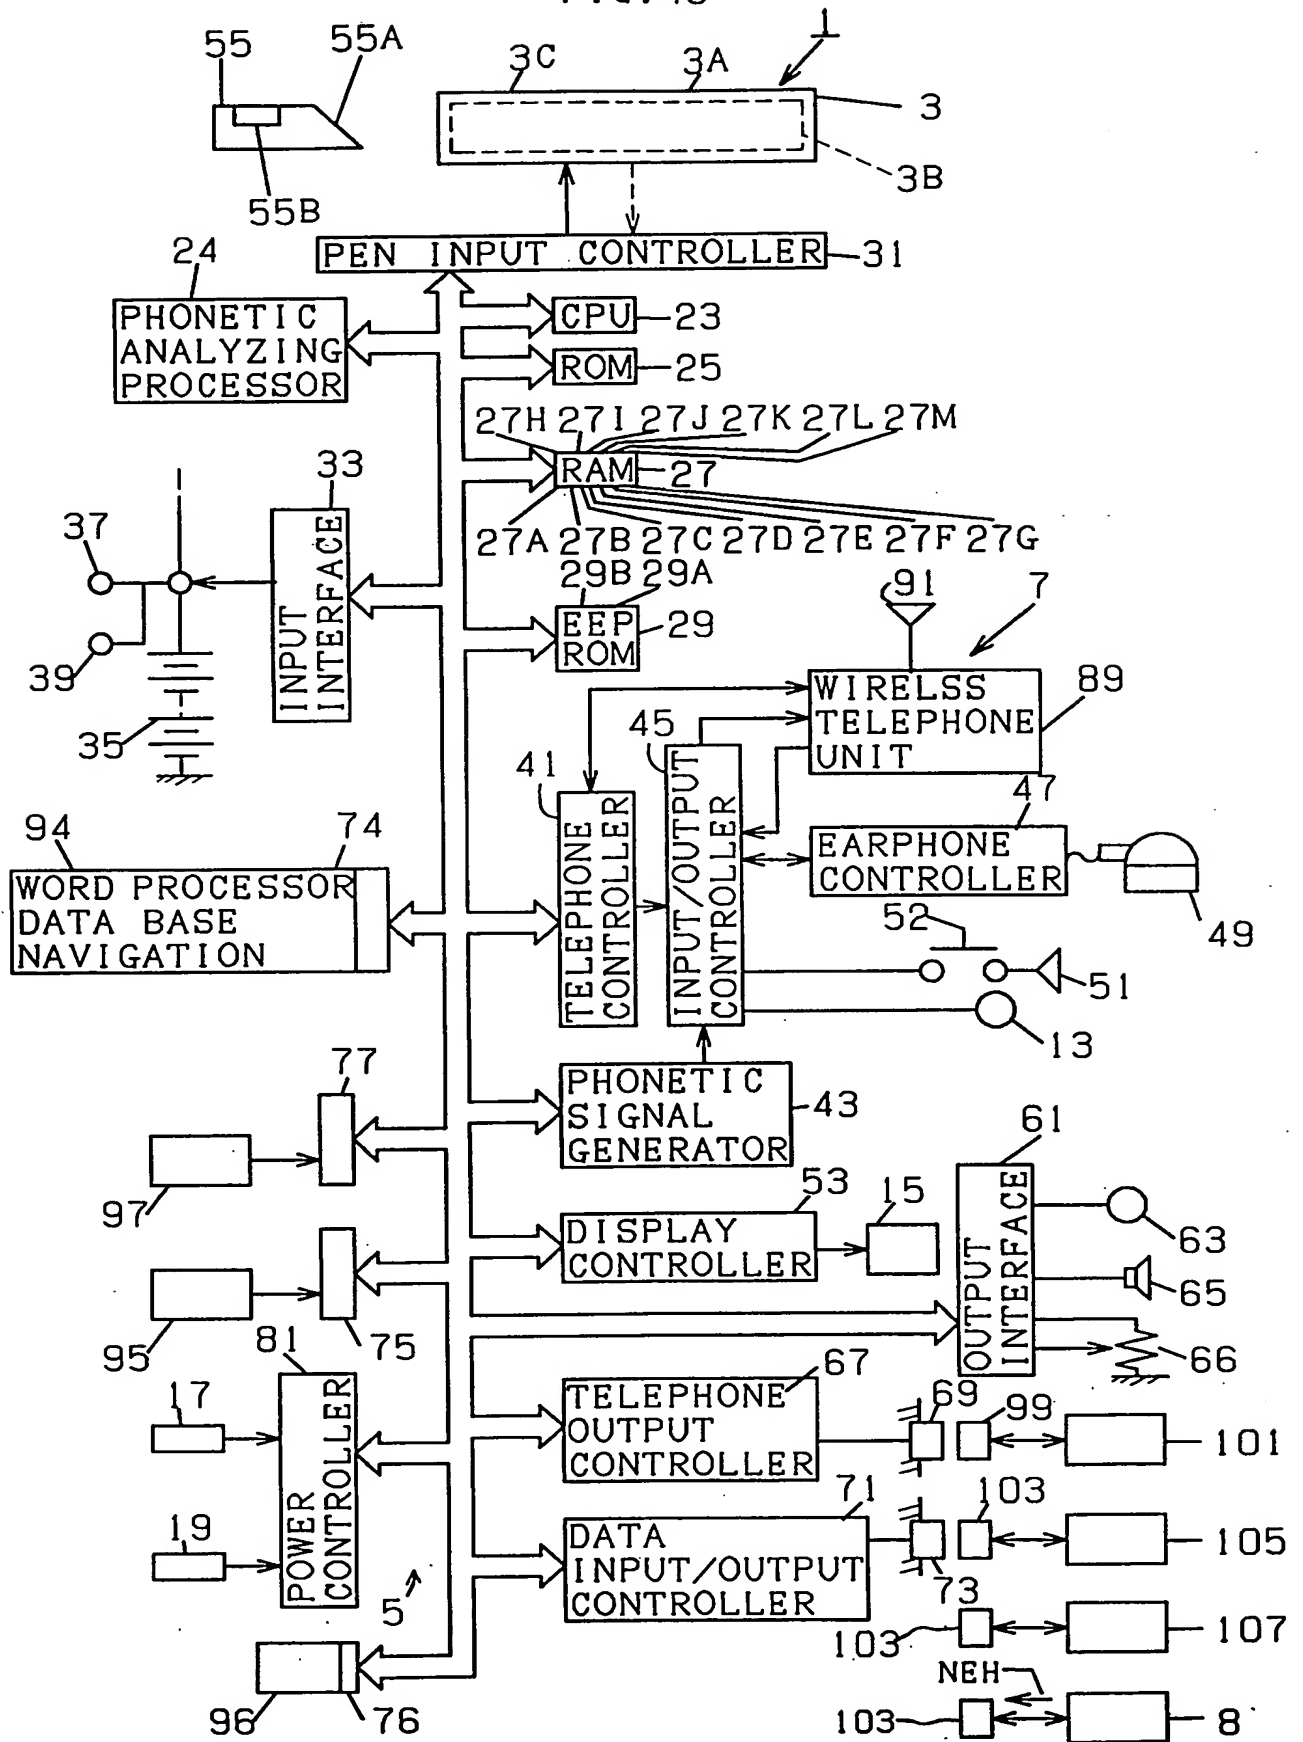 1
55
55A
3C
3A
3
3B
55B
24
PEN INPUT CONTROLLER
31
PHONETIC
ANALYZING
PROCESSOR
CPU
23
ROM
25
27H 27I 27J 27K 27L 27M
RAM
27
27A 27B 27C 27D 27E 27F 27G
33
37
39
35
INPUT
INTERFACE
29B 29A
EEP
ROM
29
91
7
WIRELSS
TELEPHONE
UNIT
89
45
41
TELEPHONE
CONTROLLER
INPUT/OUTPUT
CONTROLLER
47
EARPHONE
CONTROLLER
49
52
51
13
94
74
WORD PROCESSOR
DATA BASE
NAVIGATION
77
97
PHONETIC
SIGNAL
GENERATOR
43
61
53
15
DISPLAY
CONTROLLER
OUTPUT
INTERFACE
63
65
66
95
75
81
17
19
POWER
CONTROLLER
67
TELEPHONE
OUTPUT
CONTROLLER
69
99
101
71
DATA
INPUT/OUTPUT
CONTROLLER
103
73
105
5
103
107
NEH
103
8
96
76